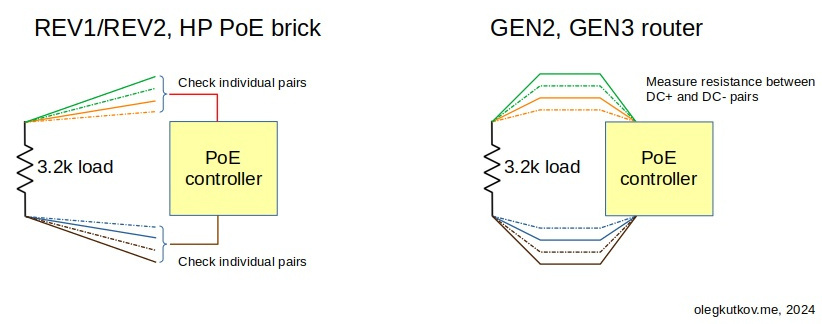 REV1/REV2, HP PoE brick
GEN2, GEN3 router
Check individual pairs
Measure resistance between
DC+ and DC- pairs
3.2k load
PoE
controller
3.2k load
PoE
controller
Check individual pairs
olegkutkov.me, 2024